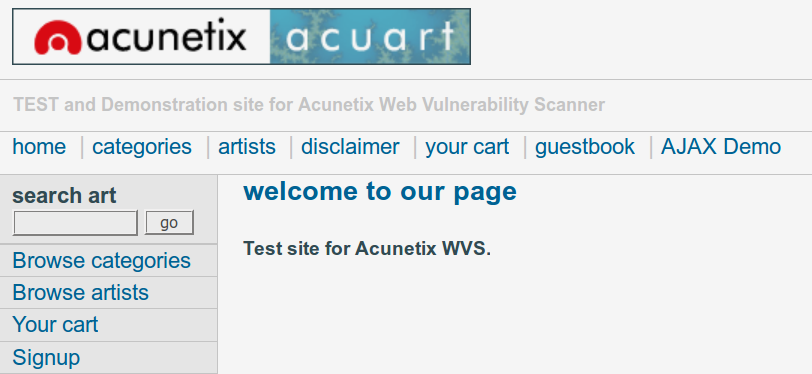 acunetix acuart
TEST and Demonstration site for Acunetix Web Vulnerability Scanner
home | categories | artists | disclaimer | your cart | guestbook | AJAX Demo
search art
go
Browse categories
Browse artists
Your cart
Signup
welcome to our page
Test site for Acunetix WVS.